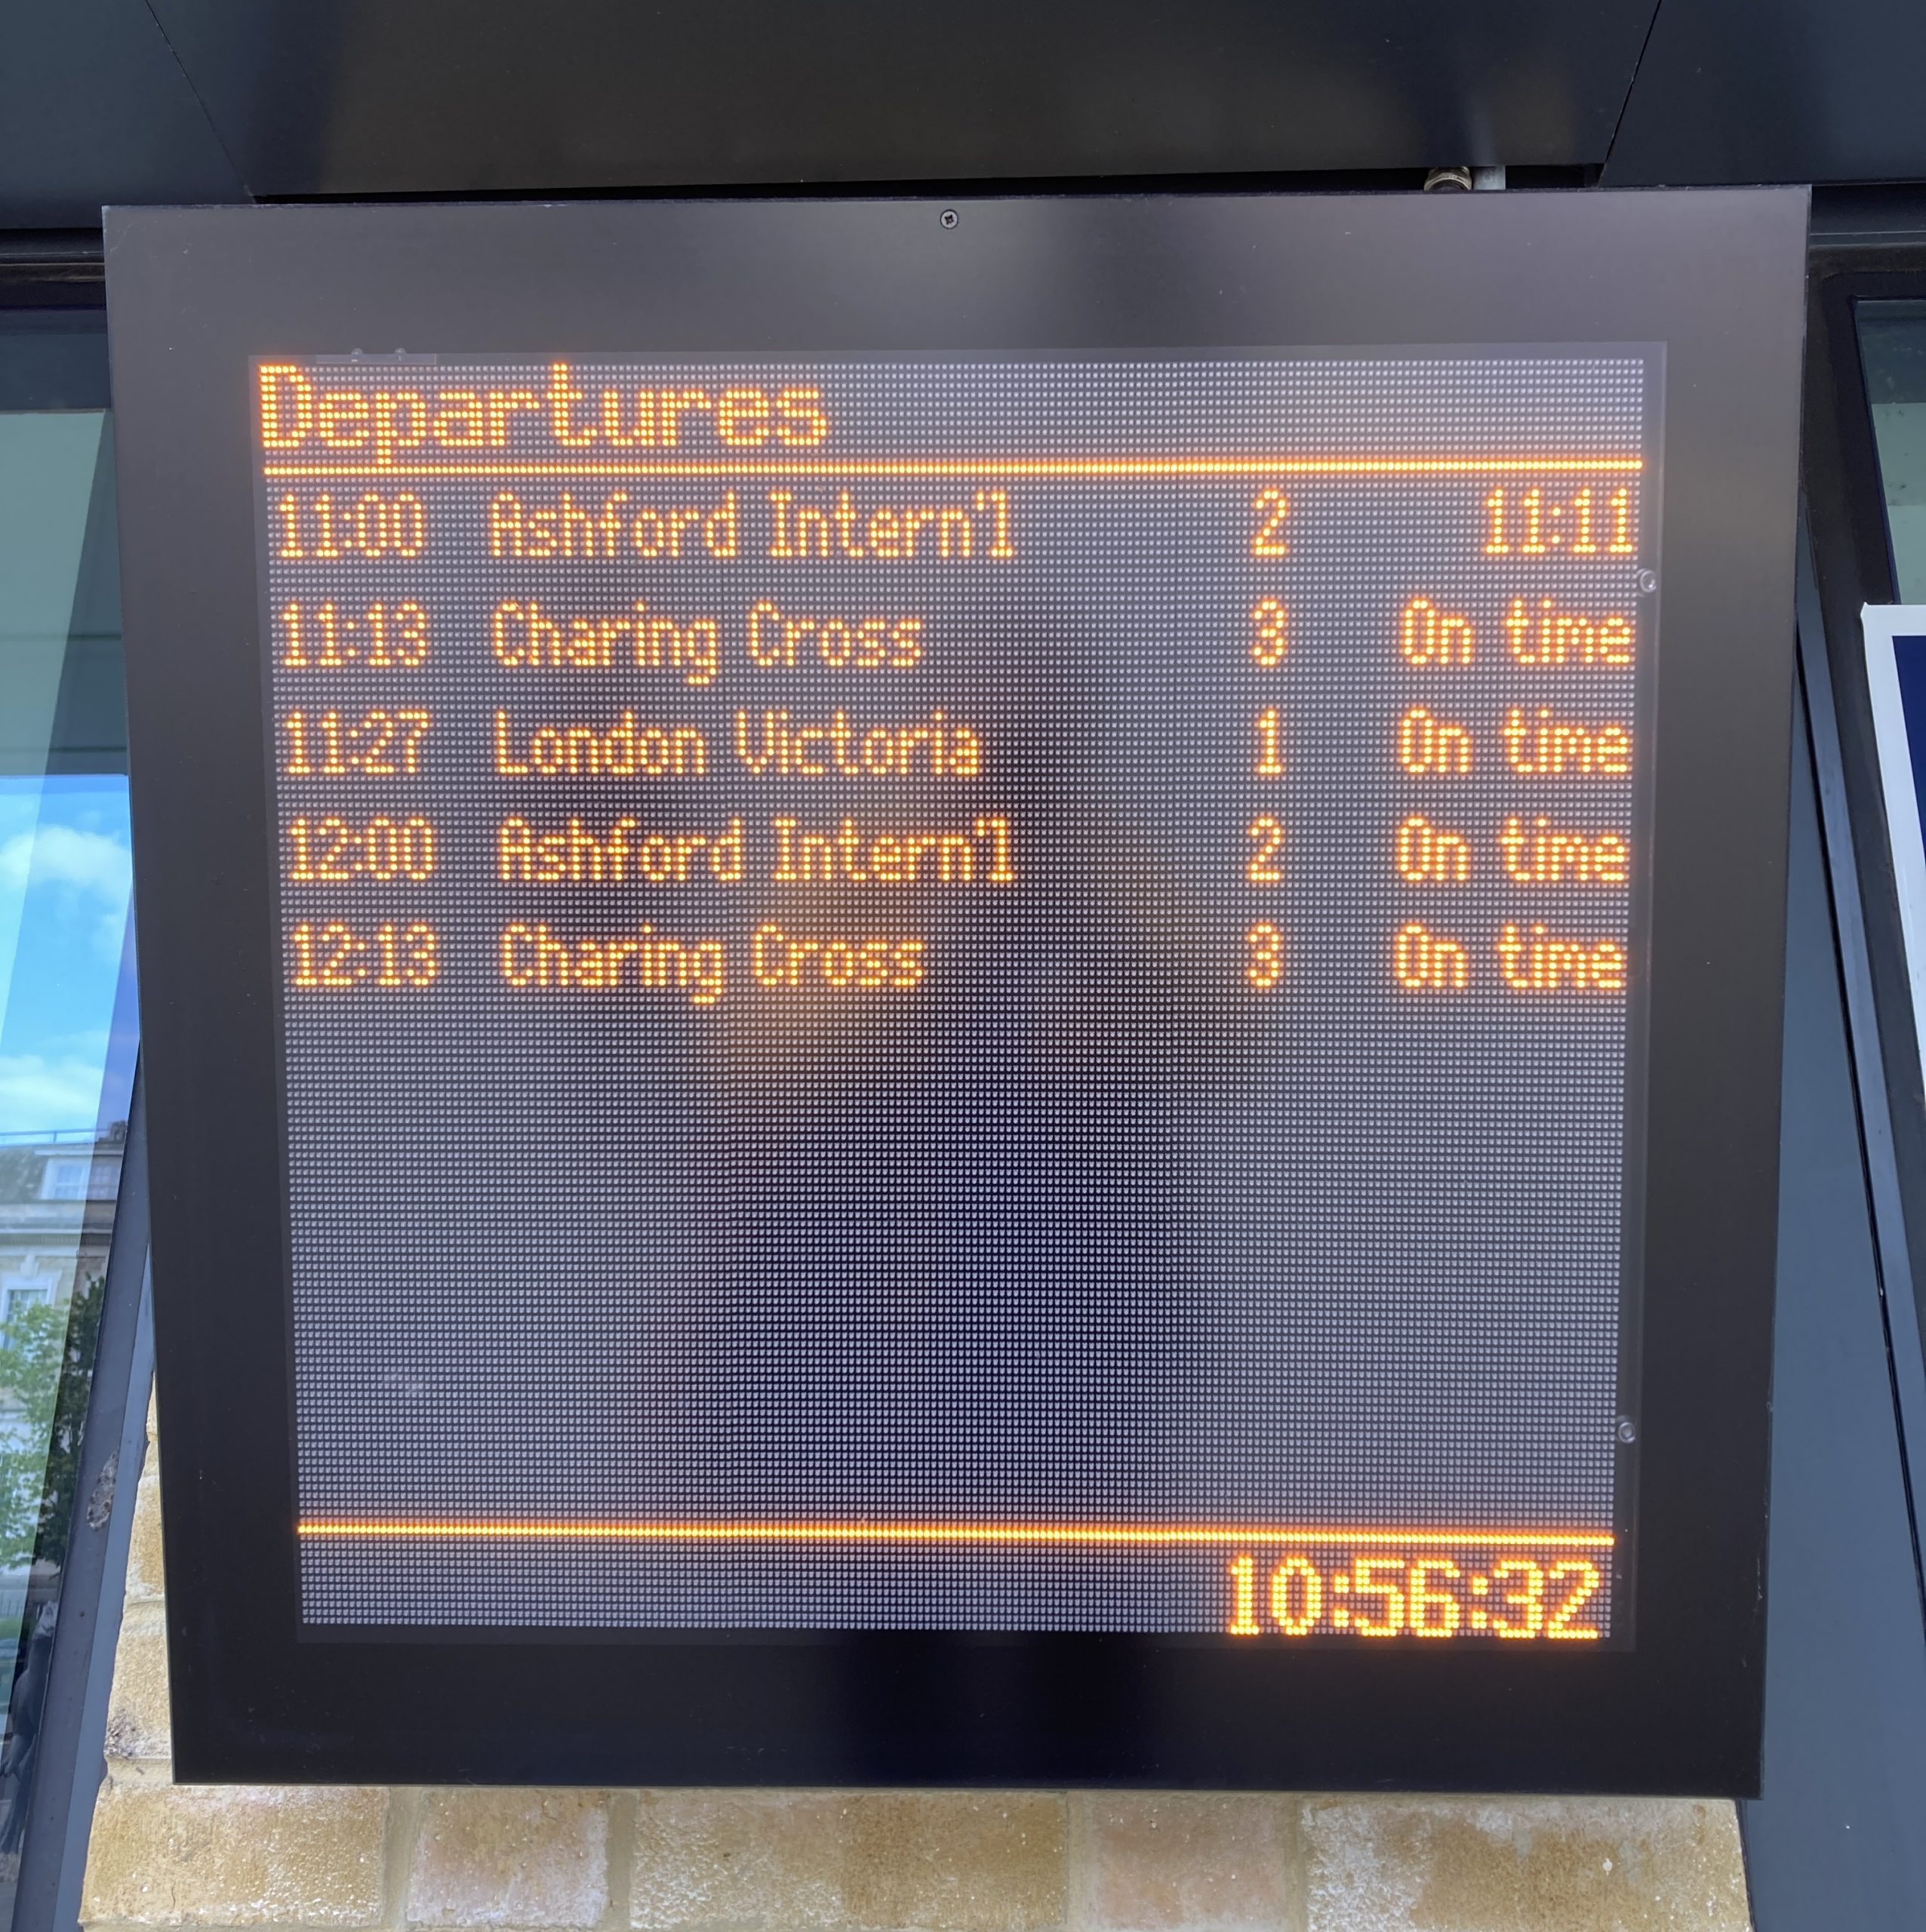 Departures
11:00 Ashford Intern'l 2 11:11
11:13 Charing Cross 3 On time
11:27 London Victoria 1 On time
12:00 Ashford Intern'l 2 On time
12:13 Charing Cross 3 On time
10:56:32